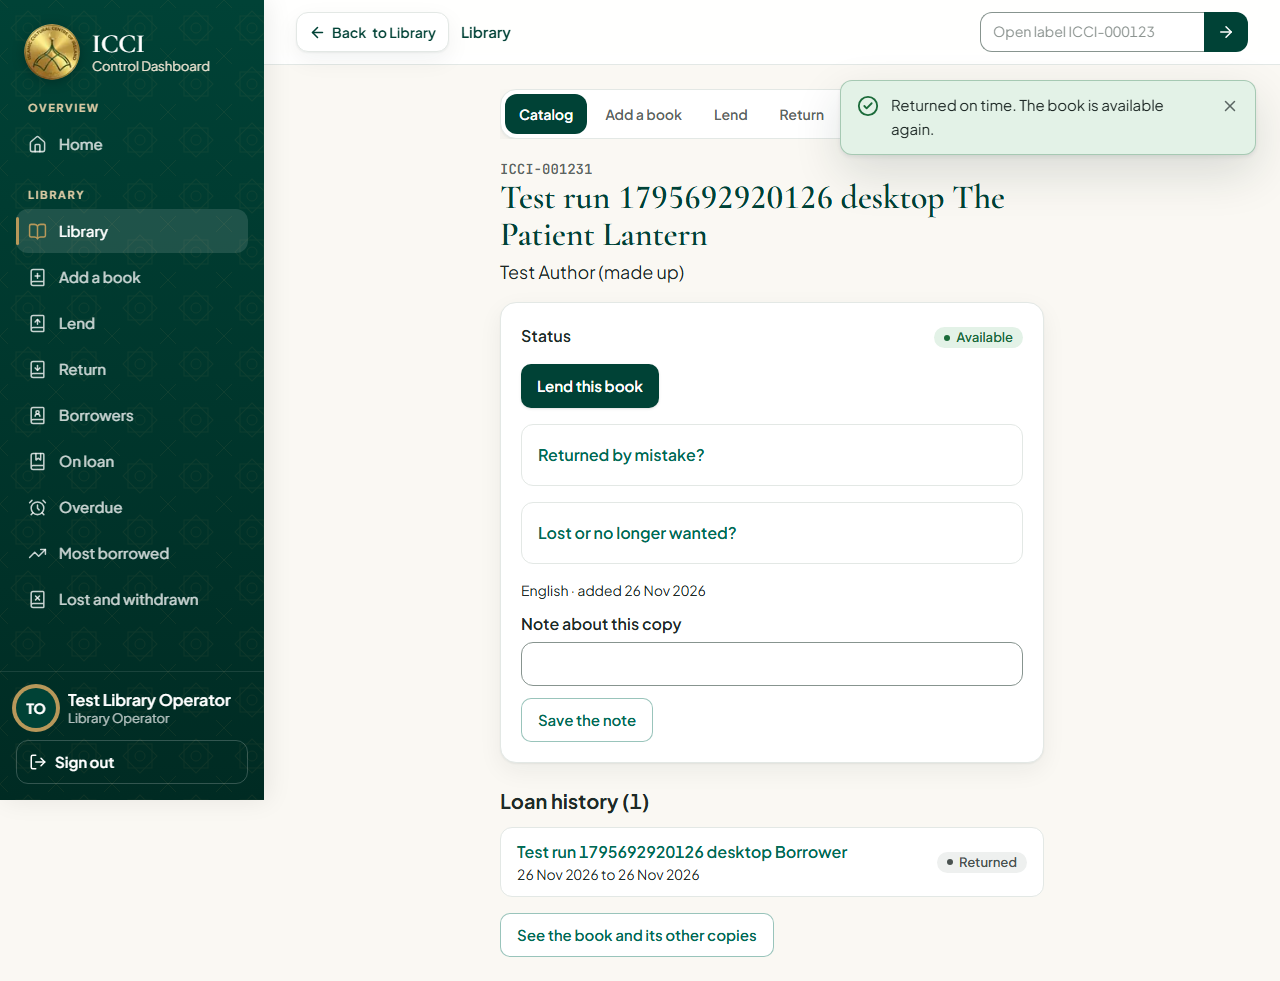 ICCI
Control Dashboard
OVERVIEW
Home
LIBRARY
Library
Add a book
Lend
Return
Borrowers
On loan
Overdue
Most borrowed
Lost and withdrawn
TO
Test Library Operator
Library Operator
Sign out
Back to Library
Library
Open label ICCI-000123
Catalog
Add a book
Lend
Return
Returned on time. The book is available
again.
ICCI-001231
Test run 1795692920126 desktop The
Patient Lantern
Test Author (made up)
Status
Available
Lend this book
Returned by mistake?
Lost or no longer wanted?
English · added 26 Nov 2026
Note about this copy
Save the note
Loan history (1)
Test run 1795692920126 desktop Borrower
26 Nov 2026 to 26 Nov 2026
Returned
See the book and its other copies